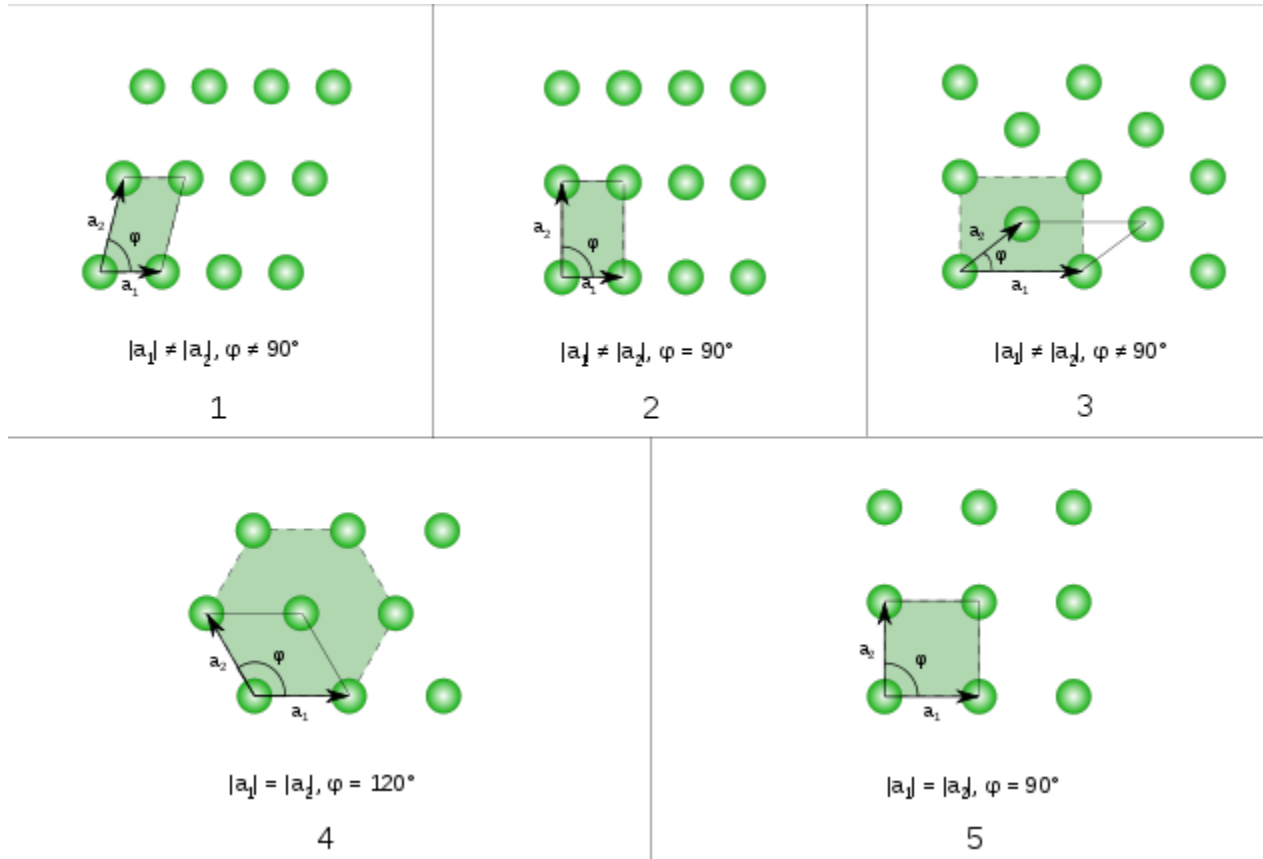 a₂
φ
a₁
|a₁| ≠ |a₂|, φ ≠ 90°
1
a₂
φ
a₁
|a₁| ≠ |a₂|, φ = 90°
2
a₂
φ
a₁
|a₁| ≠ |a₂|, φ ≠ 90°
3
a₂
φ
a₁
|a₁| = |a₂|, φ = 120°
4
a₂
φ
a₁
|a₁| = |a₂|, φ = 90°
5